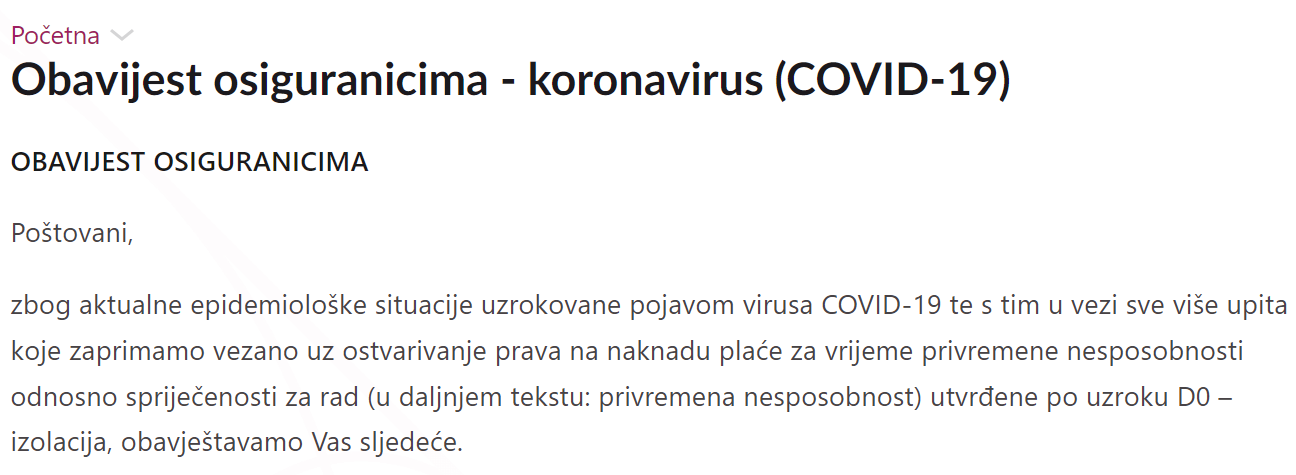 Početna
Obavijest osiguranicima - koronavirus (COVID-19)
OBAVIJEST OSIGURANICIMA
Poštovani,
zbog aktualne epidemiološke situacije uzrokovane pojavom virusa COVID-19 te s tim u vezi sve više upita
koje zaprimamo vezano uz ostvarivanje prava na naknadu plaće za vrijeme privremene nesposobnosti
odnosno spriječenosti za rad (u daljnjem tekstu: privremena nesposobnost) utvrđene po uzroku D0 –
izolacija, obavještavamo Vas sljedeće.